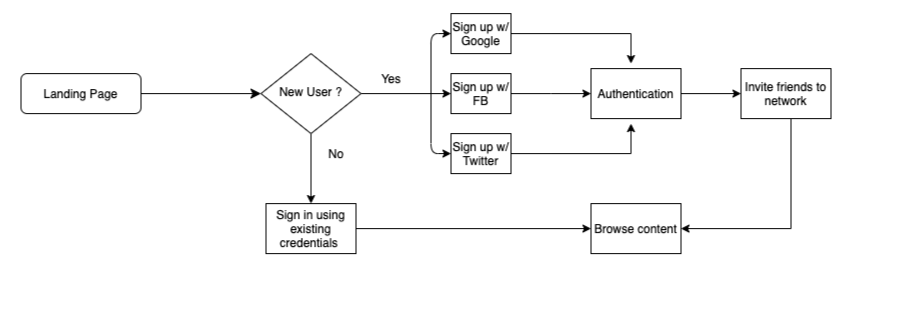 Sign up w/
Google
Yes
Landing Page
New User ?
Sign up w/
FB
Authentication
Invite friends to
network
No
Sign up w/
Twitter
Sign in using
existing
credentials
Browse content